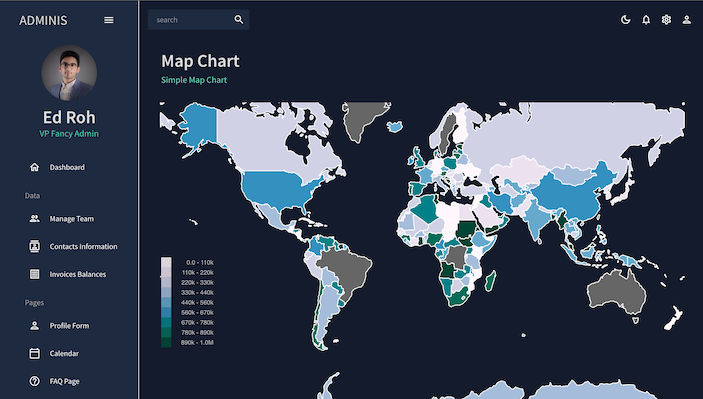 ADMINIS
search
Ed Roh
VP Fancy Admin
Dashboard
Data
Manage Team
Contacts Information
Invoices Balances
Pages
Profile Form
Calendar
FAQ Page
Map Chart
Simple Map Chart
0.0 - 110k
110k - 220k
220k - 330k
330k - 440k
440k - 560k
560k - 670k
670k - 780k
780k - 890k
890k - 1.0M